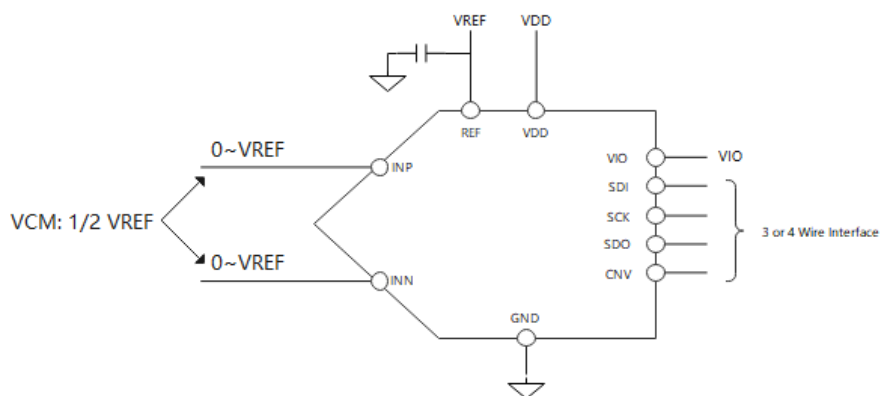 VREF
VDD
REF
VDD
0~VREF
INP
VIO
VIO
SDI
VCM: 1/2 VREF
SCK
3 or 4 Wire Interface
SDO
0~VREF
INN
CNV
GND